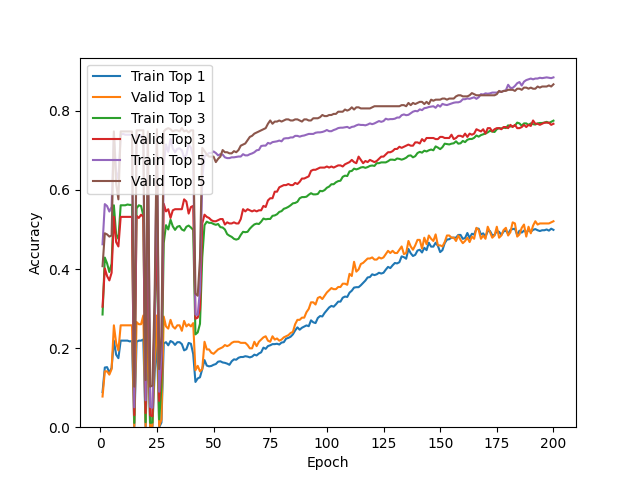 Train Top 1
Valid Top 1
Train Top 3
Valid Top 3
Train Top 5
Valid Top 5
0.8
0.6
0.4
0.2
0.0
Accuracy
0 25 50 75 100 125 150 175 200
Epoch